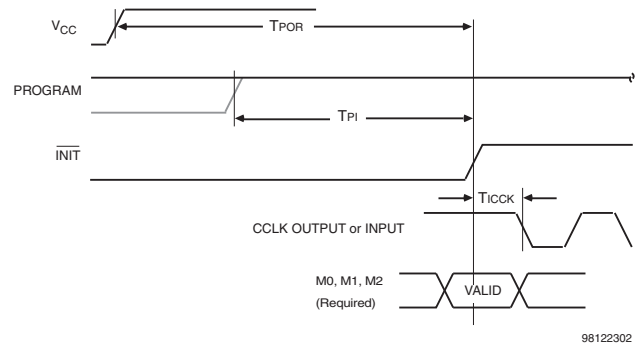 VCC
TPOR
PROGRAM
TPI
INIT
TICCK
CCLK OUTPUT or INPUT
M0, M1, M2
(Required)
VALID
98122302